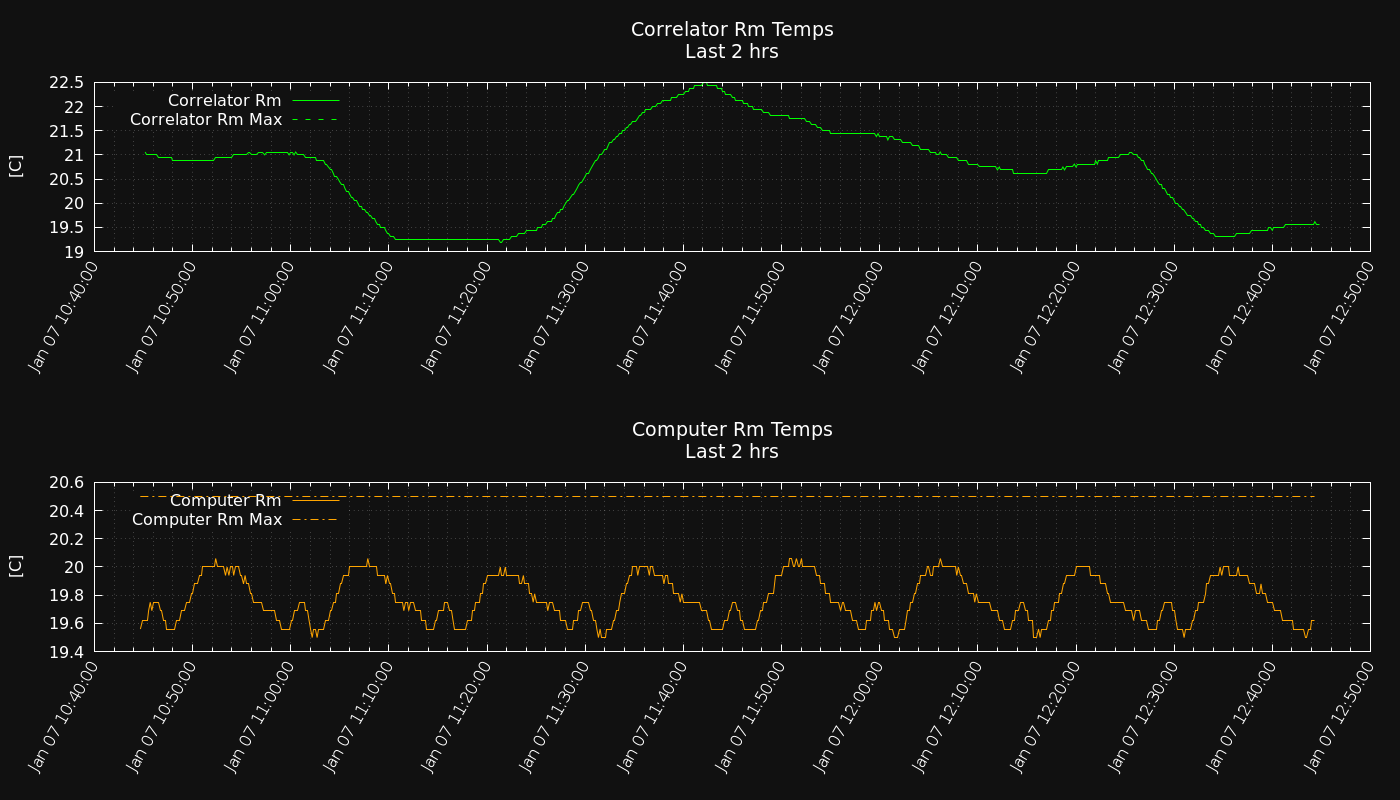 Correlator Rm Temps
Last 2 hrs
[C]
22.5
22
21.5
21
20.5
20
19.5
19
Correlator Rm
Correlator Rm Max
Jan 07 10:40:00
Jan 07 10:50:00
Jan 07 11:00:00
Jan 07 11:10:00
Jan 07 11:20:00
Jan 07 11:30:00
Jan 07 11:40:00
Jan 07 11:50:00
Jan 07 12:00:00
Jan 07 12:10:00
Jan 07 12:20:00
Jan 07 12:30:00
Jan 07 12:40:00
Jan 07 12:50:00
Computer Rm Temps
Last 2 hrs
[C]
20.6
20.4
20.2
20
19.8
19.6
19.4
Computer Rm
Computer Rm Max
Jan 07 10:40:00
Jan 07 10:50:00
Jan 07 11:00:00
Jan 07 11:10:00
Jan 07 11:20:00
Jan 07 11:30:00
Jan 07 11:40:00
Jan 07 11:50:00
Jan 07 12:00:00
Jan 07 12:10:00
Jan 07 12:20:00
Jan 07 12:30:00
Jan 07 12:40:00
Jan 07 12:50:00